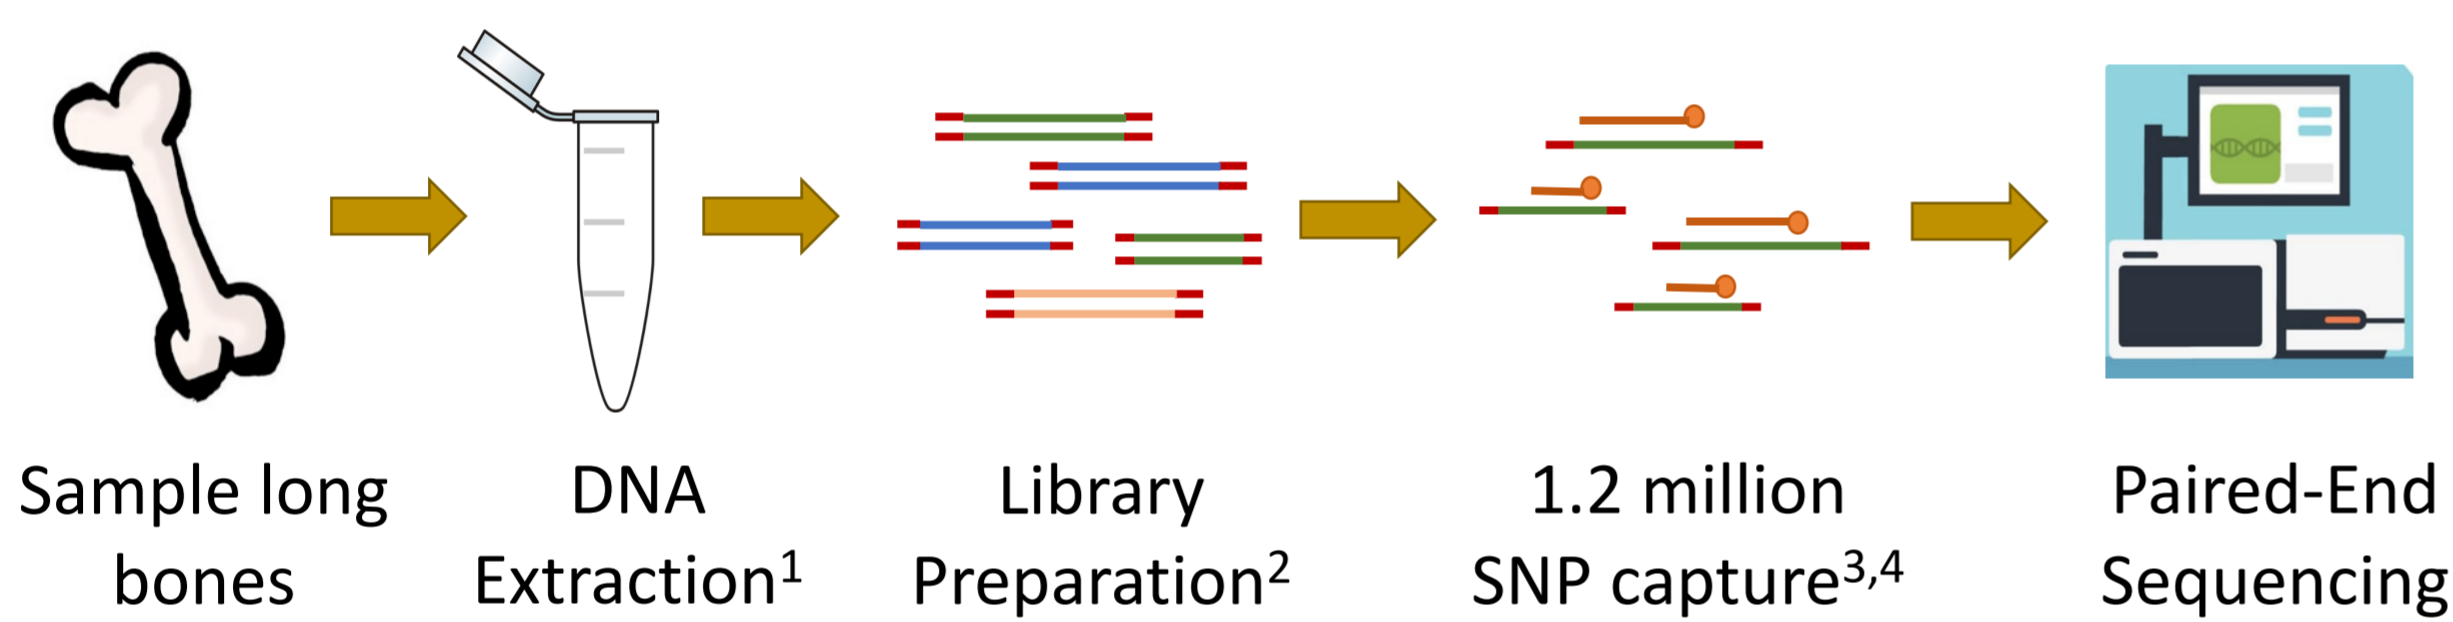 Sample long
bones
DNA
Extraction¹
Library
Preparation²
1.2 million
SNP capture³,⁴
Paired-End
Sequencing